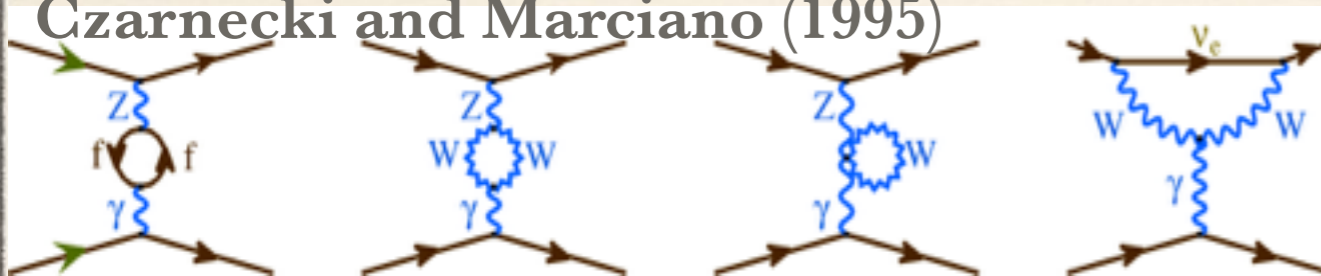 Czarnecki and Marciano (1995)
νe
Z Z Z
W W
f f W W W
γ γ γ γ